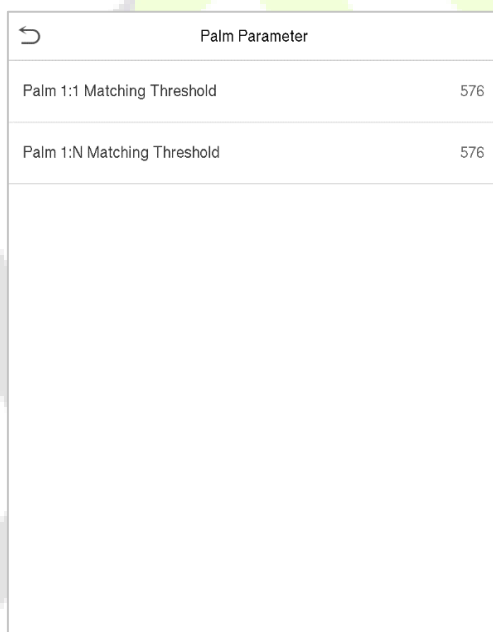 Palm Parameter
Palm 1:1 Matching Threshold 576
Palm 1:N Matching Threshold 576